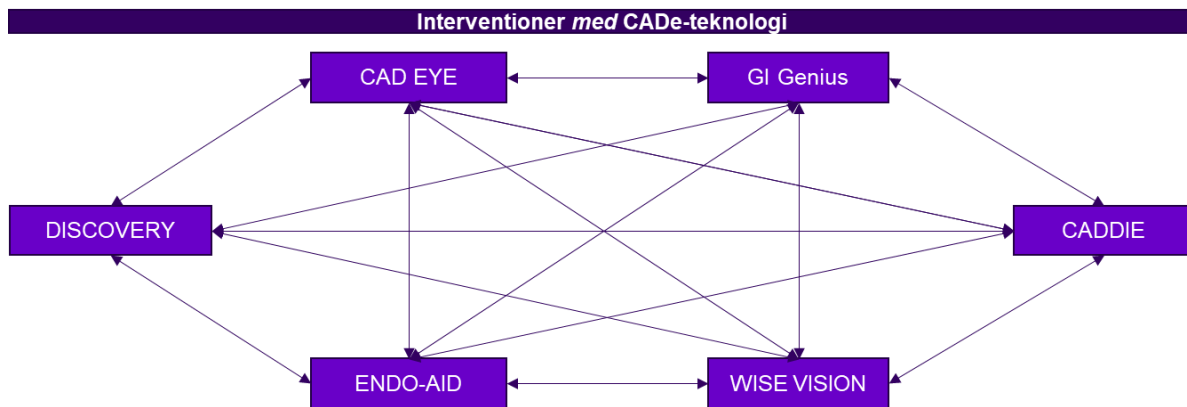 Interventioner med CADe-teknologi
CAD EYE
GI Genius
DISCOVERY
CADDIE
ENDO-AID
WISE VISION